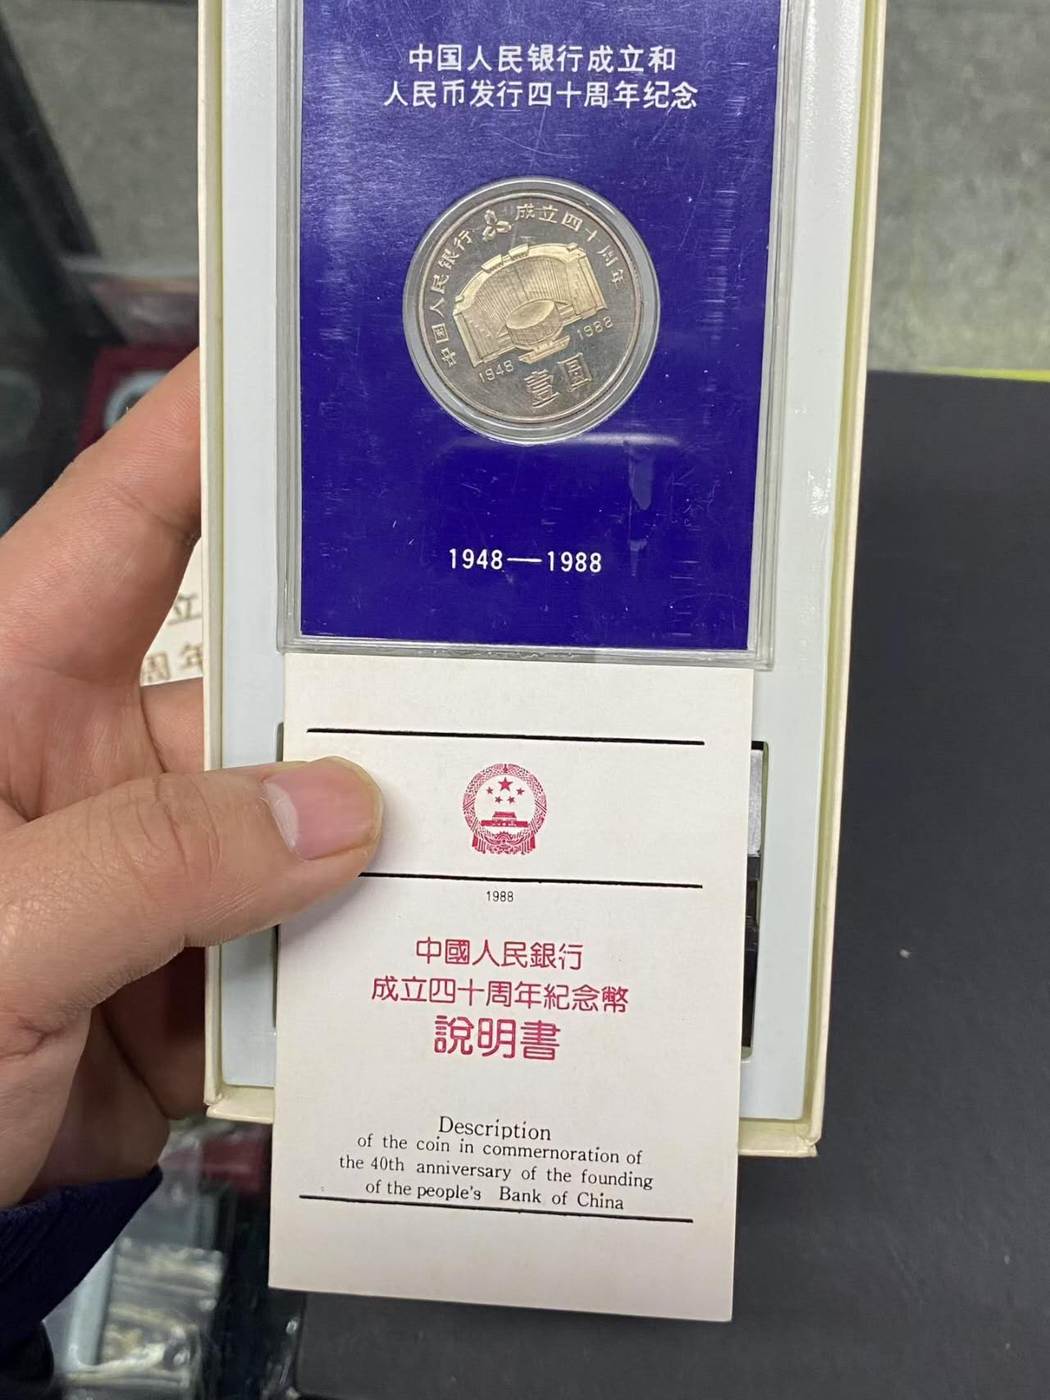 中国人民银行成立和
人民币发行四十周年纪念
中国人民银行 成立四十周年
1948 1988
壹圆
1948—1988
立
周年
1988
中國人民銀行
成立四十周年紀念幣
說明書
Description
of the coin in commernoration of
the 40th anniversary of the founding
of the people's Bank of China